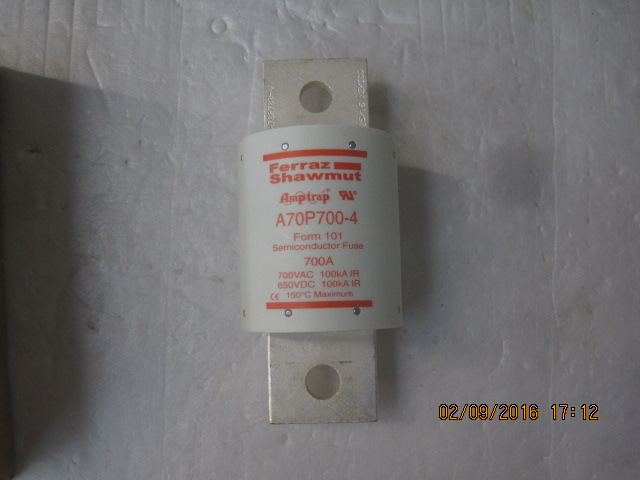 Ferraz
Shawmut
Amptrap®
A70P700-4
Form 101
Semiconductor Fuse
700A
700VAC 100kA IR
650VDC 100kA IR
CE 150°C Maximum
02/09/2016 17:12